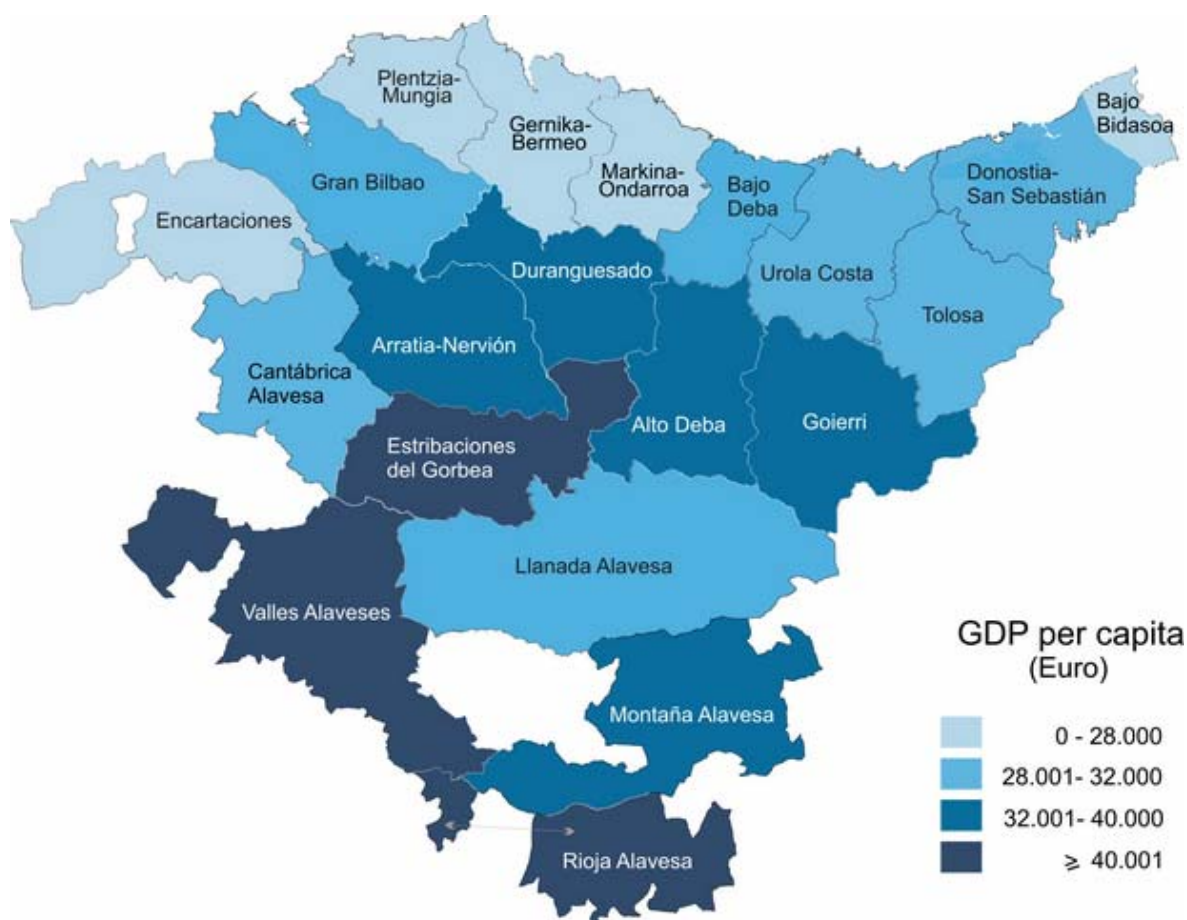 Plentzia-
Mungia
Gernika-
Bermeo
Markina-
Ondarroa
Bajo
Bidasoa
Gran Bilbao
Bajo
Deba
Donostia-
San Sebastián
Encartaciones
Duranguesado
Urola Costa
Tolosa
Arratia-Nervión
Cantábrica
Alavesa
Alto Deba
Goierri
Estribaciones
del Gorbea
Llanada Alavesa
Valles Alaveses
Montaña Alavesa
Rioja Alavesa
GDP per capita
(Euro)
0 - 28.000
28.001- 32.000
32.001- 40.000
⩾ 40.001